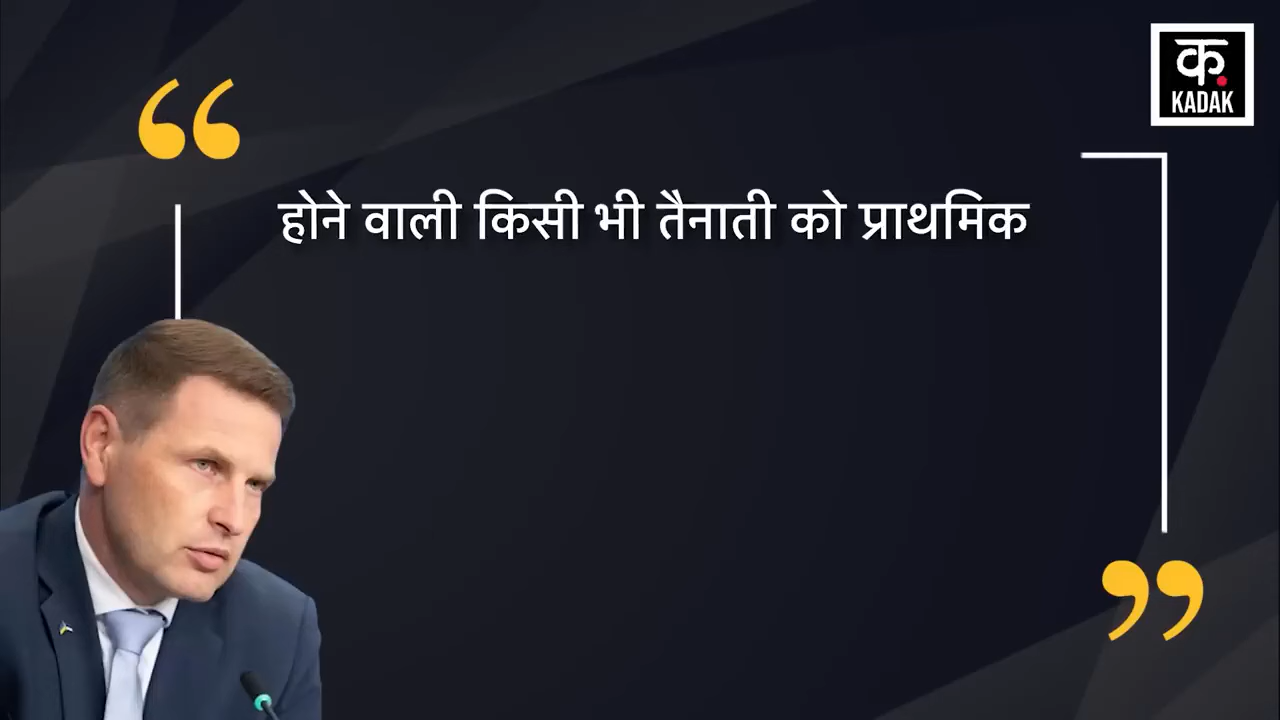 क.
KADAK
होने वाली किसी भी तैनाती को प्राथमिक